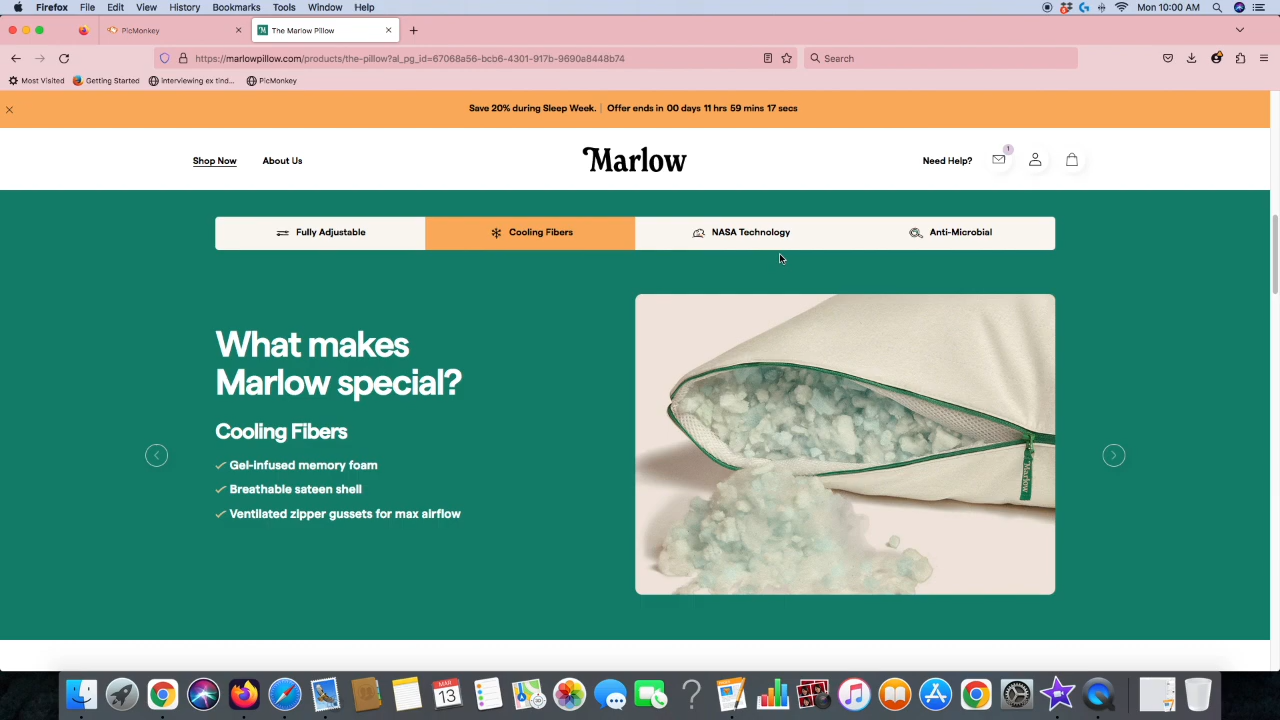 Firefox File Edit View History Bookmarks Tools Window Help
Mon 10:00 AM
PicMonkey
The Marlow Pillow
https://marlowpillow.com/products/the-pillow?al_pg_id=67068a56-bcb6-4301-917b-9690a8448b74
Search
Most Visited
Getting Started
interviewing ex tind...
PicMonkey
Save 20% during Sleep Week. | Offer ends in 00 days 11 hrs 59 mins 17 secs
Shop Now
About Us
Marlow
Need Help?
1
Fully Adjustable
Cooling Fibers
NASA Technology
Anti-Microbial
What makes
Marlow special?
Cooling Fibers
Gel-infused memory foam
Breathable sateen shell
Ventilated zipper gussets for max airflow
Marlow
MAR
13